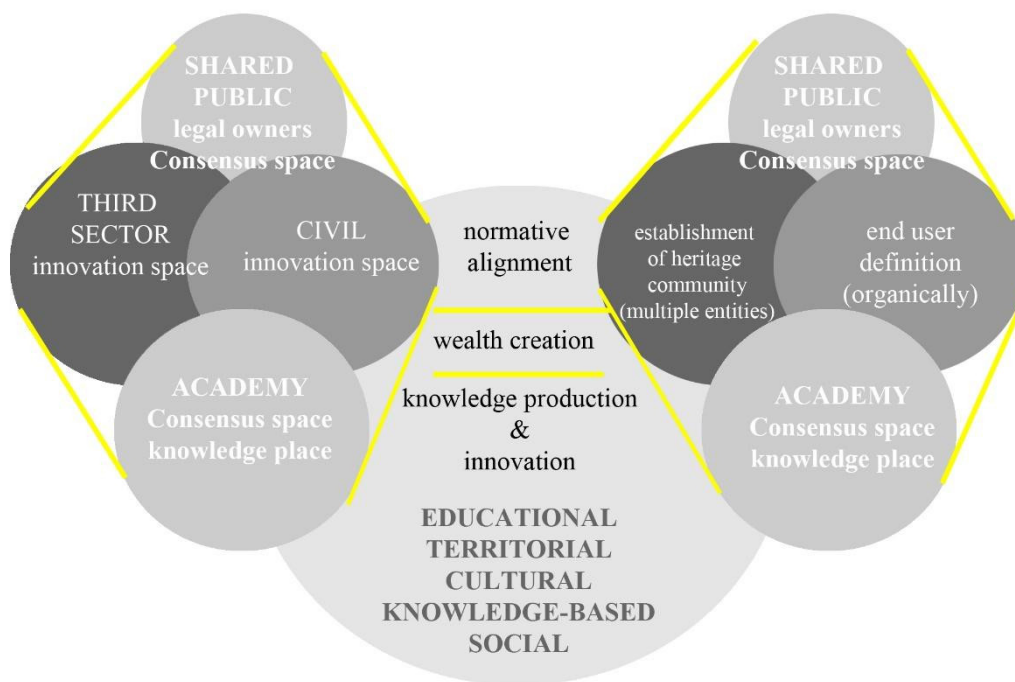 SHARED
PUBLIC
legal owners
Consensus space
THIRD
SECTOR
innovation space
CIVIL
innovation space
ACADEMY
Consensus space
knowledge place
normative
alignment
wealth creation
knowledge production
&
innovation
EDUCATIONAL
TERRITORIAL
CULTURAL
KNOWLEDGE-BASED
SOCIAL
SHARED
PUBLIC
legal owners
Consensus space
establishment
of heritage
community
(multiple entities)
end user
definition
(organically)
ACADEMY
Consensus space
knowledge place